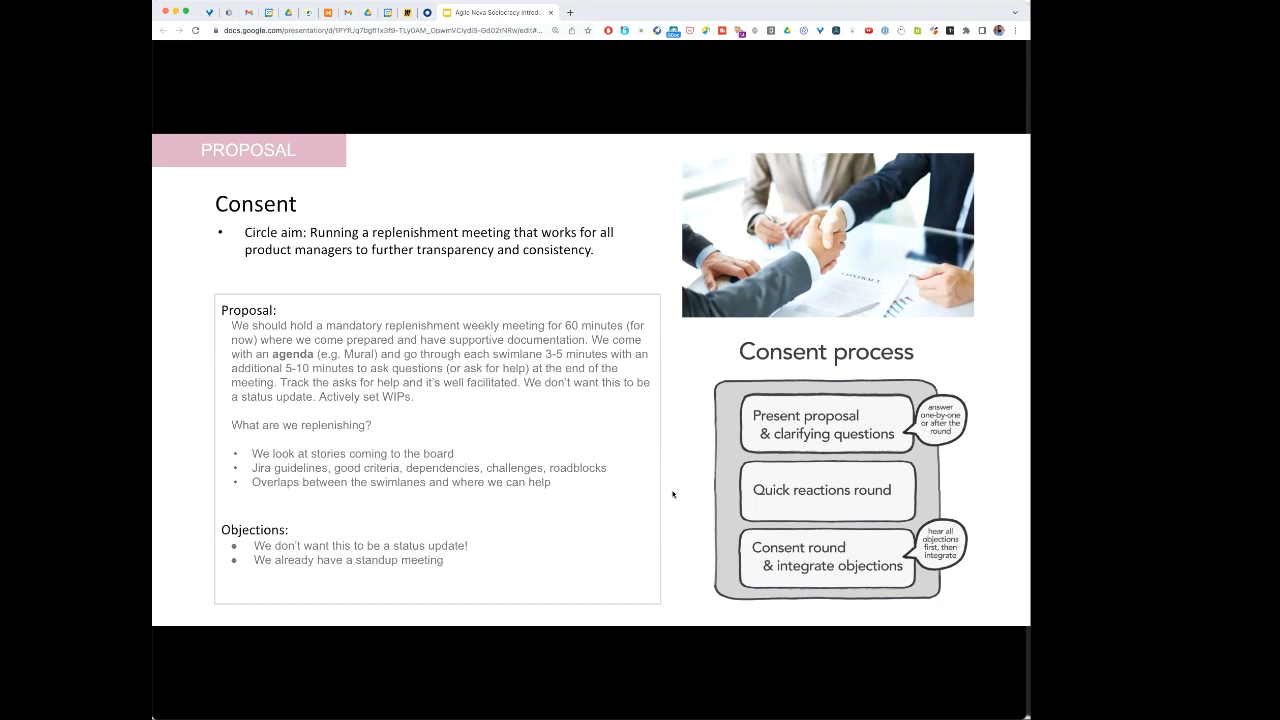 Agile Nova Sociocracy Introdu
PROPOSAL
Consent
• Circle aim: Running a replenishment meeting that works for all
product managers to further transparency and consistency.
Proposal:
We should hold a mandatory replenishment weekly meeting for 60 minutes (for
now) where we come prepared and have supportive documentation. We come
with an agenda (e.g. Mural) and go through each swimlane 3-5 minutes with an
additional 5-10 minutes to ask questions (or ask for help) at the end of the
meeting. Track the asks for help and it's well facilitated. We don't want this to be
a status update. Actively set WIPs.
What are we replenishing?
• We look at stories coming to the board
• Jira guidelines, good criteria, dependencies, challenges, roadblocks
• Overlaps between the swimlanes and where we can help
Objections:
● We don't want this to be a status update!
● We already have a standup meeting
CONTRACT
Consent process
Present proposal
& clarifying questions
answer
one-by-one
or after the
round
Quick reactions round
Consent round
& integrate objections
hear all
objections
first, then
integrate